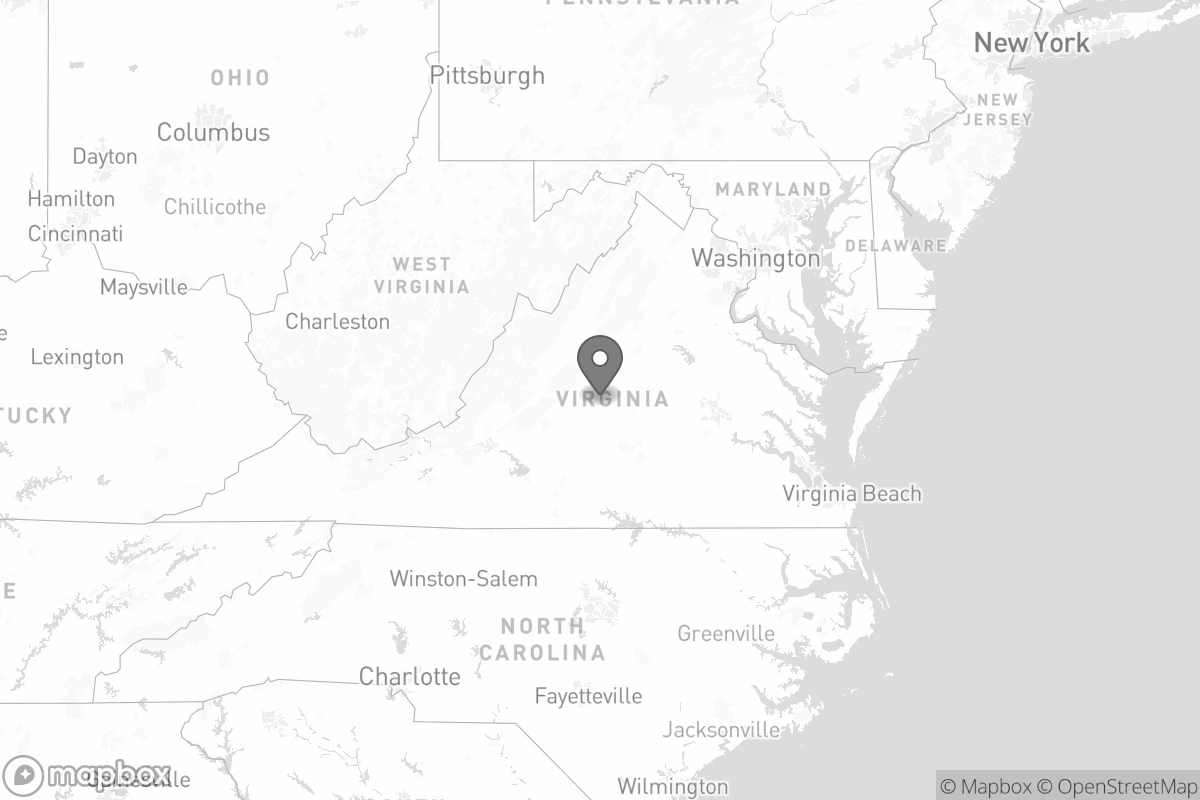 PENNSYLVANIA
New York
OHIO
Pittsburgh
NEW
JERSEY
Columbus
Dayton
MARYLAND
Hamilton
Chillicothe
Cincinnati
DELAWARE
Washington
WEST
VIRGINIA
Maysville
Charleston
e
Lexington
VIRGINIA
TUCKY
Virginia Beach
Winston-Salem
E
NORTH
CAROLINA
Greenville
Charlotte
Fayetteville
Jacksonville
mapbox
Wilmington
© Mapbox © OpenStreetMap